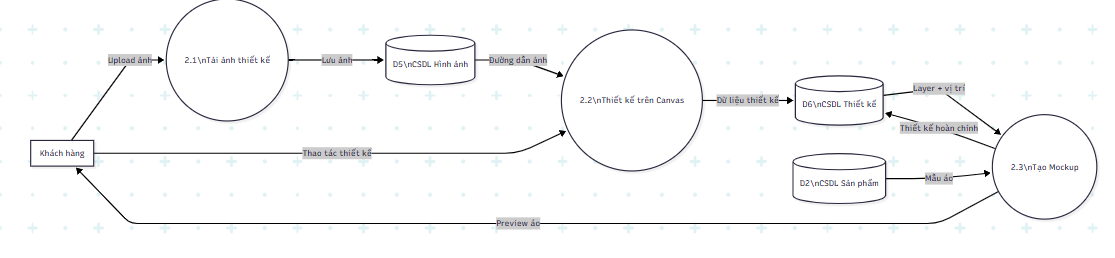 Upload ảnh
2.1\nTải ảnh thiết kế
Lưu ảnh
D5\nCSDL Hình ảnh
Đường dẫn ảnh
2.2\nThiết kế trên Canvas
Dữ liệu thiết kế
D6\nCSDL Thiết kế
Layer + vị trí
Thiết kế hoàn chỉnh
Khách hàng
Thao tác thiết kế
2.3\nTạo Mockup
D2\nCSDL Sản phẩm
Mẫu áo
Preview áo